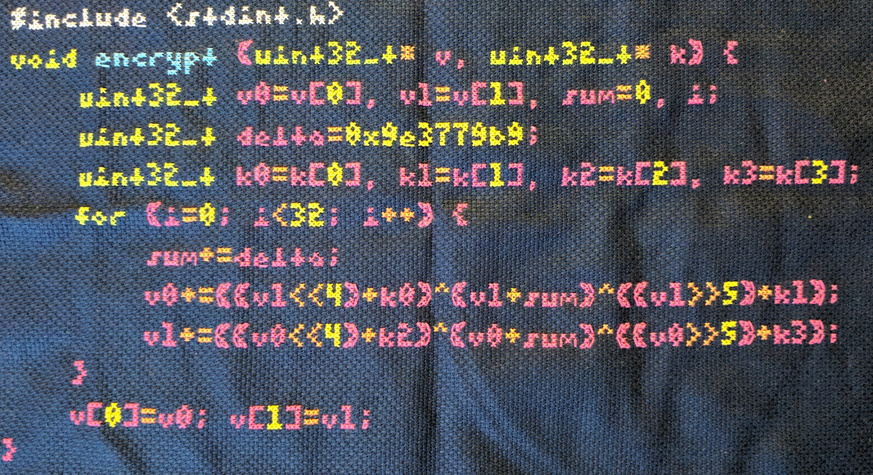 #include <stdint.h>
void encrypt (uint32_t* v, uint32_t* k) {
uint32_t v0=v[0], v1=v[1], sum=0, i;
uint32_t delta=0x9e3779b9;
uint32_t k0=k[0], k1=k[1], k2=k[2], k3=k[3];
for (i=0; i<32; i++) {
sum+=delta;
v0+=((v1<<4)+k0)^(v1+sum)^((v1>>5)+k1);
v1+=((v0<<4)+k2)^(v0+sum)^((v0>>5)+k3);
}
v[0]=v0; v[1]=v1;
}